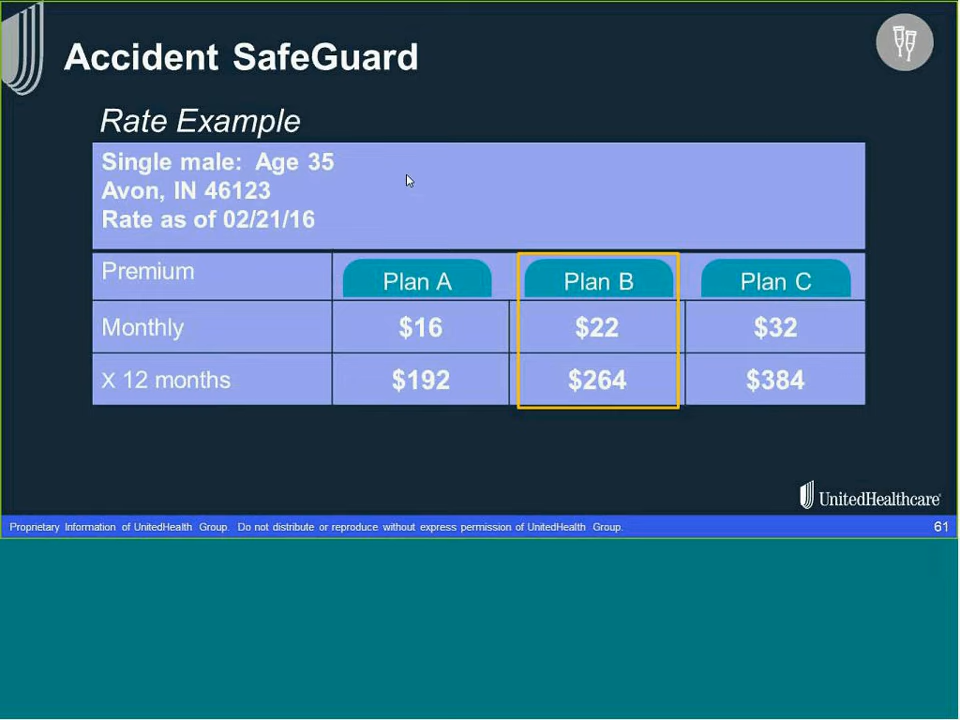 Accident SafeGuard
Rate Example
Single male: Age 35
Avon, IN 46123
Rate as of 02/21/16
Premium Plan A Plan B Plan C
Monthly $16 $22 $32
X 12 months $192 $264 $384
UnitedHealthcare®
Proprietary Information of UnitedHealth Group. Do not distribute or reproduce without express permission of UnitedHealth Group. 61